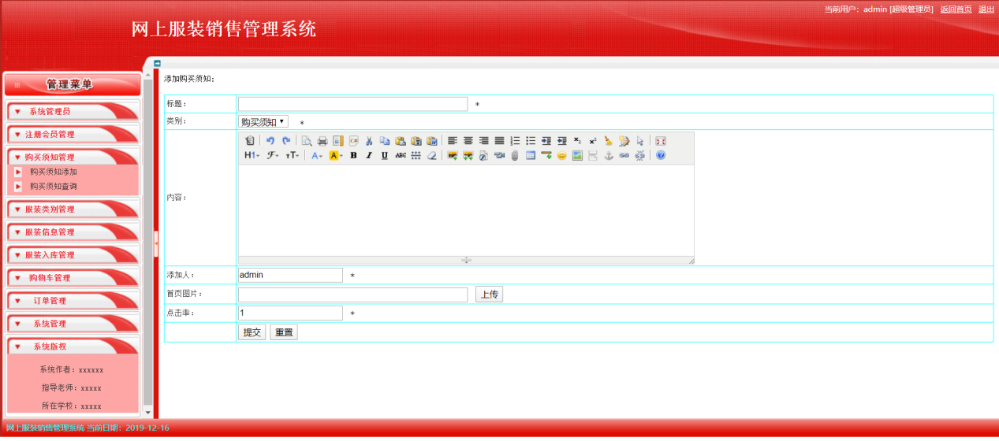 当前用户：admin [超级管理员] 返回首页 退出
网上服装销售管理系统
管理菜单
系统管理员
注册会员管理
购买须知管理
购买须知添加
购买须知查询
服装类别管理
服装信息管理
服装入库管理
购物车管理
订单管理
系统管理
系统版权
系统作者：xxxxxx
指导老师：xxxxx
所在学校：xxxxx
添加购买须知:
标题： *
类别： 购买须知 *
H1 F TT A A B I U ABC
内容：
添加人： admin *
首页图片： 上传
点击率： 1 *
提交 重置
网上服装销售管理系统 当前日期：2019-12-16